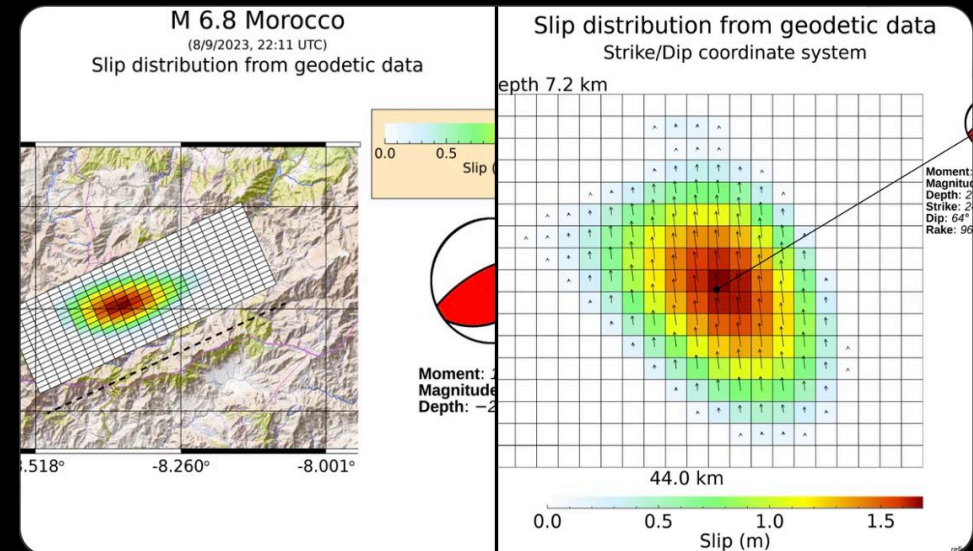 M 6.8 Morocco
(8/9/2023, 22:11 UTC)
Slip distribution from geodetic data
0.0 0.5
Slip (
Moment:
Magnitude
Depth: −2
.518° -8.260° -8.001°
Slip distribution from geodetic data
Strike/Dip coordinate system
epth 7.2 km
Moment:
Magnitu
Depth: 2
Strike: 2
Dip: 64°
Rake: 96
44.0 km
0.0 0.5 1.0 1.5
Slip (m)